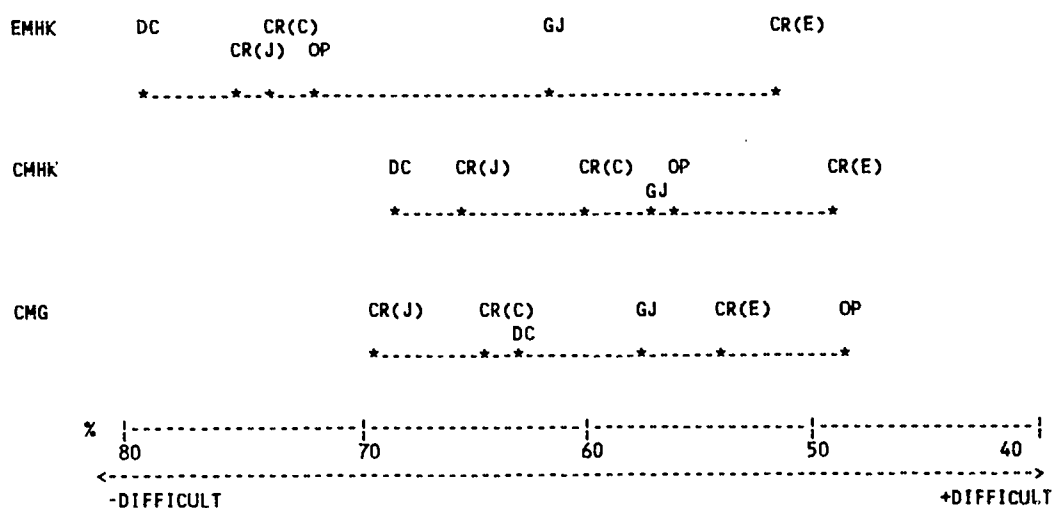 EMHK DC CR(C) GJ CR(E)
CR(J) OP
*.......*..*...*....................*...................*
CMHK DC CR(J) CR(C) OP CR(E)
GJ
*-----*----------*-----*-*-------------*
CMG CR(J) CR(C) GJ CR(E) OP
DC
*---------*--*----------*------*----------*
% |--------------------|--------------------|--------------------|--------------------|
80 70 60 50 40
<------------------------------------------------------------------------------------>
-DIFFICULT +DIFFICULT